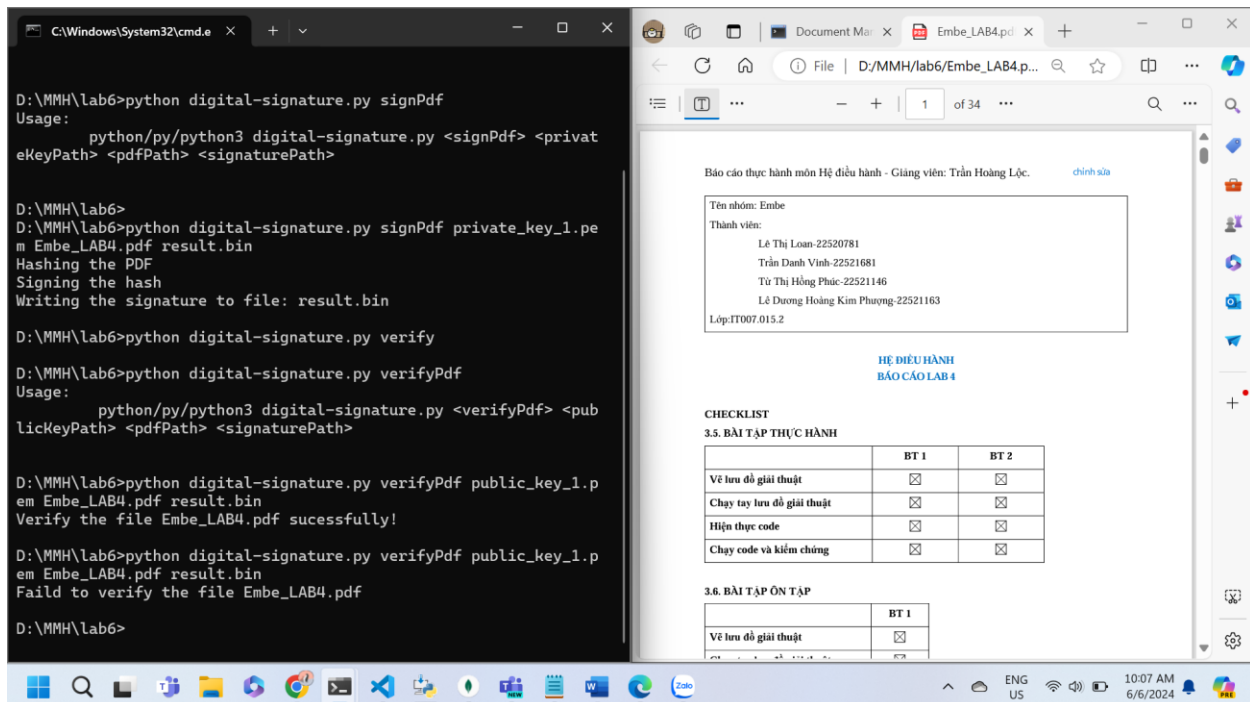 C:\Windows\System32\cmd.e
D:\MMH\lab6>python digital-signature.py signPdf
Usage:
python/py/python3 digital-signature.py <signPdf> <privat
eKeyPath> <pdfPath> <signaturePath>
D:\MMH\lab6>
D:\MMH\lab6>python digital-signature.py signPdf private_key_1.pe
m Embe_LAB4.pdf result.bin
Hashing the PDF
Signing the hash
Writing the signature to file: result.bin
D:\MMH\lab6>python digital-signature.py verify
D:\MMH\lab6>python digital-signature.py verifyPdf
Usage:
python/py/python3 digital-signature.py <verifyPdf> <pub
licKeyPath> <pdfPath> <signaturePath>
D:\MMH\lab6>python digital-signature.py verifyPdf public_key_1.p
em Embe_LAB4.pdf result.bin
Verify the file Embe_LAB4.pdf sucessfully!
D:\MMH\lab6>python digital-signature.py verifyPdf public_key_1.p
em Embe_LAB4.pdf result.bin
Faild to verify the file Embe_LAB4.pdf
D:\MMH\lab6>
Document Mar
Embe_LAB4.pd
File | D:/MMH/lab6/Embe_LAB4.p...
1 of 34
Báo cáo thực hành môn Hệ điều hành - Giảng viên: Trần Hoàng Lộc. chỉnh sửa
Tên nhóm: Embe
Thành viên:
Lê Thị Loan-22520781
Trần Danh Vinh-22521681
Từ Thị Hồng Phúc-22521146
Lê Dương Hoàng Kim Phượng-22521163
Lớp:IT007.O15.2
HỆ ĐIỀU HÀNH
BÁO CÁO LAB 4
CHECKLIST
3.5. BÀI TẬP THỰC HÀNH
BT 1 BT 2
Vẽ lưu đồ giải thuật
Chạy tay lưu đồ giải thuật
Hiện thực code
Chạy code và kiểm chứng
3.6. BÀI TẬP ÔN TẬP
BT 1
Vẽ lưu đồ giải thuật
NEW
Zalo
ENG
US
10:07 AM
6/6/2024
PRE